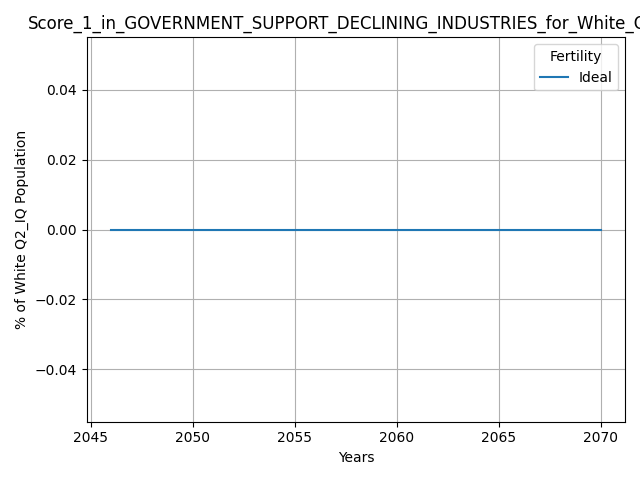 Score_1_in_GOVERNMENT_SUPPORT_DECLINING_INDUSTRIES_for_White_
Fertility
Ideal
% of White Q2_IQ Population
0.04
0.02
0.00
−0.02
−0.04
2045 2050 2055 2060 2065 2070
Years